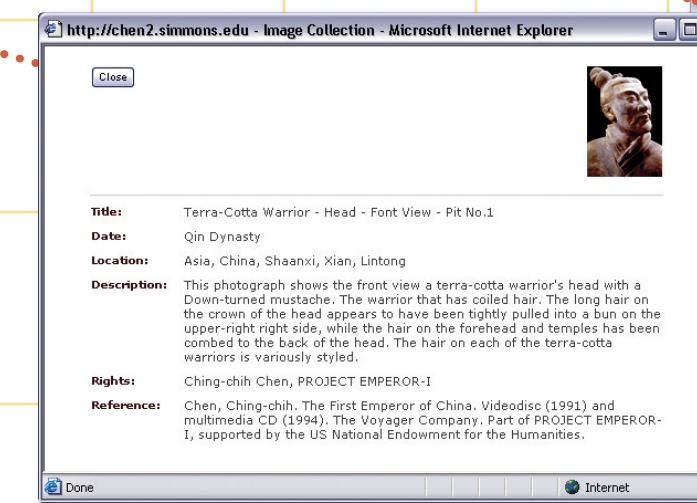 http://chen2.simmons.edu - Image Collection - Microsoft Internet Explorer
Close
Title: Terra-Cotta Warrior - Head - Font View - Pit No.1
Date: Qin Dynasty
Location: Asia, China, Shaanxi, Xian, Lintong
Description: This photograph shows the front view a terra-cotta warrior's head with a
Down-turned mustache. The warrior that has coiled hair. The long hair on
the crown of the head appears to have been tightly pulled into a bun on the
upper-right right side, while the hair on the forehead and temples has been
combed to the back of the head. The hair on each of the terra-cotta
warriors is variously styled.
Rights: Ching-chih Chen, PROJECT EMPEROR-I
Reference: Chen, Ching-chih. The First Emperor of China. Videodisc (1991) and
multimedia CD (1994). The Voyager Company. Part of PROJECT EMPEROR-
I, supported by the US National Endowment for the Humanities.
Done Internet